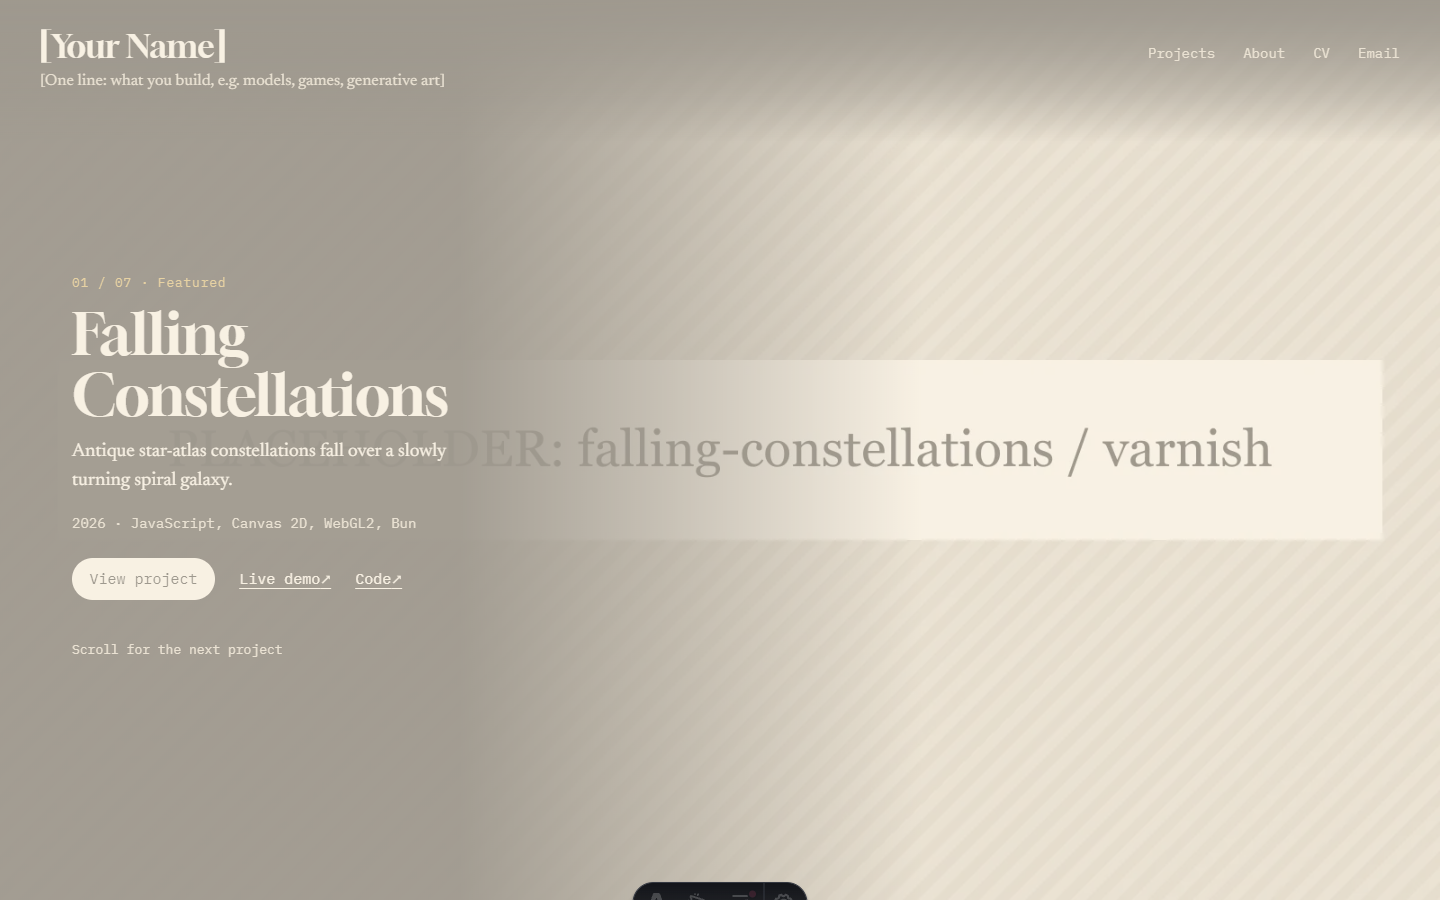 [Your Name]
[One line: what you build, e.g. models, games, generative art]
Projects About CV Email
01 / 07 · Featured
Falling
Constellations
PLACEHOLDER: falling-constellations / varnish
Antique star-atlas constellations fall over a slowly
turning spiral galaxy.
2026 · JavaScript, Canvas 2D, WebGL2, Bun
View project Live demo↗ Code↗
Scroll for the next project